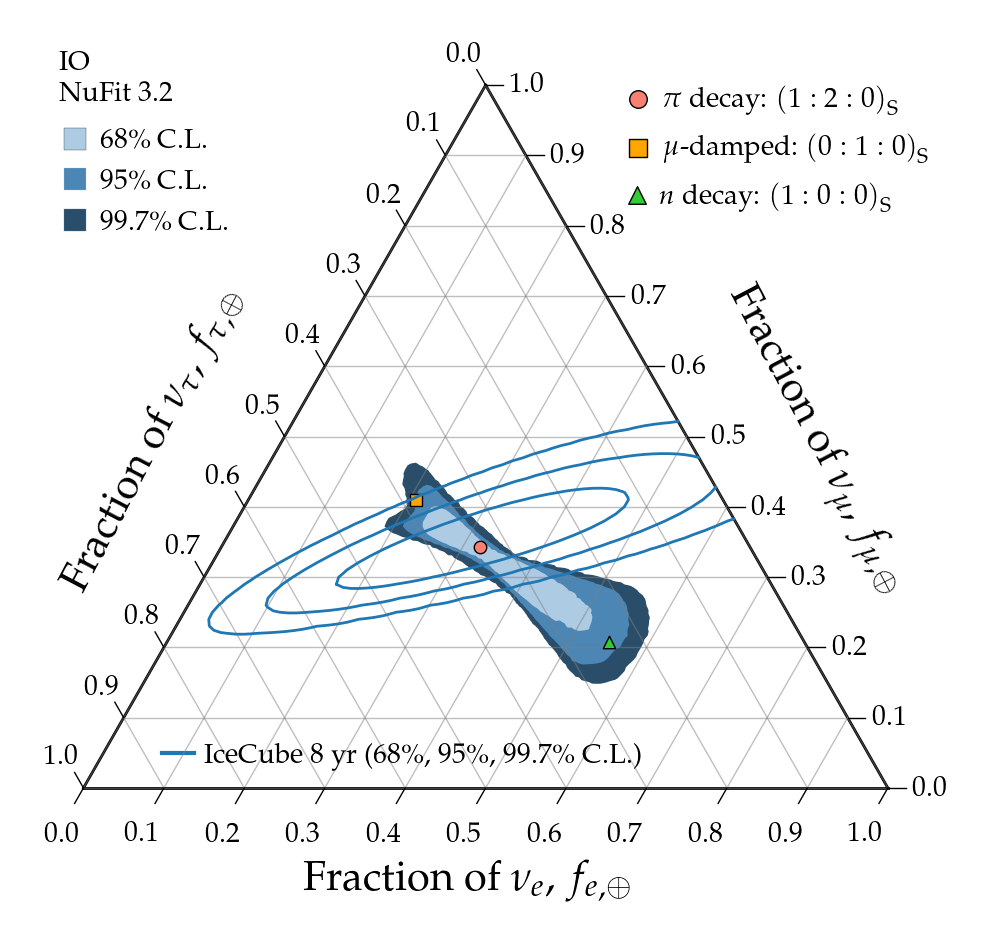 IO
NuFit 3.2
68% C.L.
95% C.L.
99.7% C.L.
π decay: (1 : 2 : 0)S
μ-damped: (0 : 1 : 0)S
n decay: (1 : 0 : 0)S
0.0
0.1
0.2
0.3
0.4
0.5
0.6
0.7
0.8
0.9
1.0
Fraction of ντ, fτ,⊕
1.0
0.9
0.8
0.7
0.6
0.5
0.4
0.3
0.2
0.1
0.0
Fraction of νμ, fμ,⊕
IceCube 8 yr (68%, 95%, 99.7% C.L.)
0.0 0.1 0.2 0.3 0.4 0.5 0.6 0.7 0.8 0.9 1.0
Fraction of νe, fe,⊕